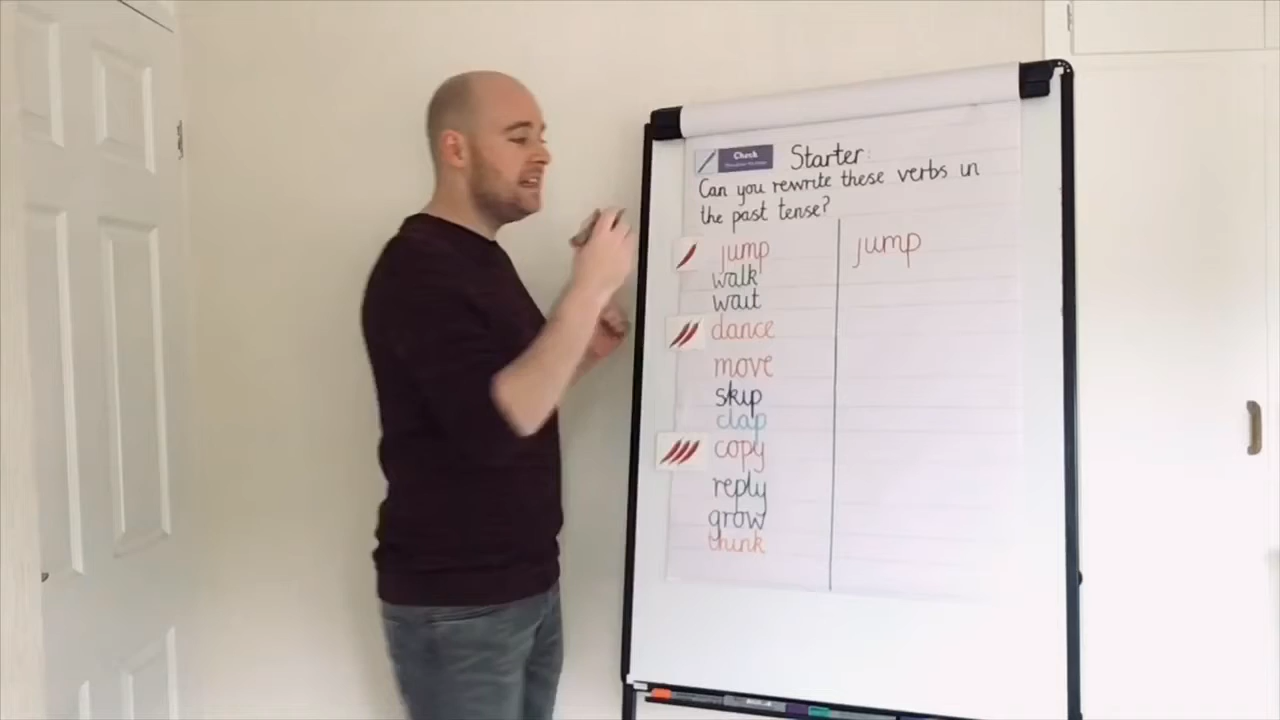 Check
Starter:
Can you rewrite these verbs in
the past tense?
jump
jump
walk
wait
dance
move
skip
clap
copy
reply
grow
think